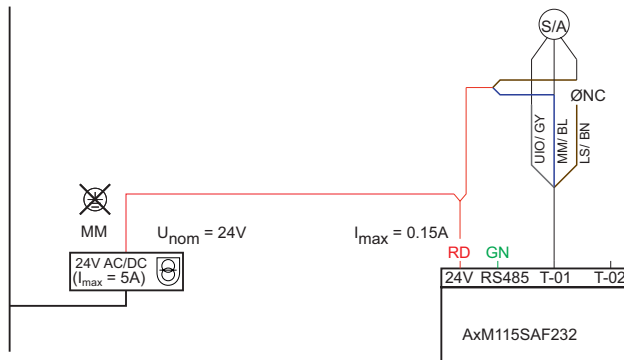 S/A
ØNC
UIO/ GY
MM/ BL
LS/ BN
MM
Unom = 24V
Imax = 0.15A
RD GN
24V AC/DC
(Imax = 5A)
24V RS485 T-01 T-02
AxM115SAF232